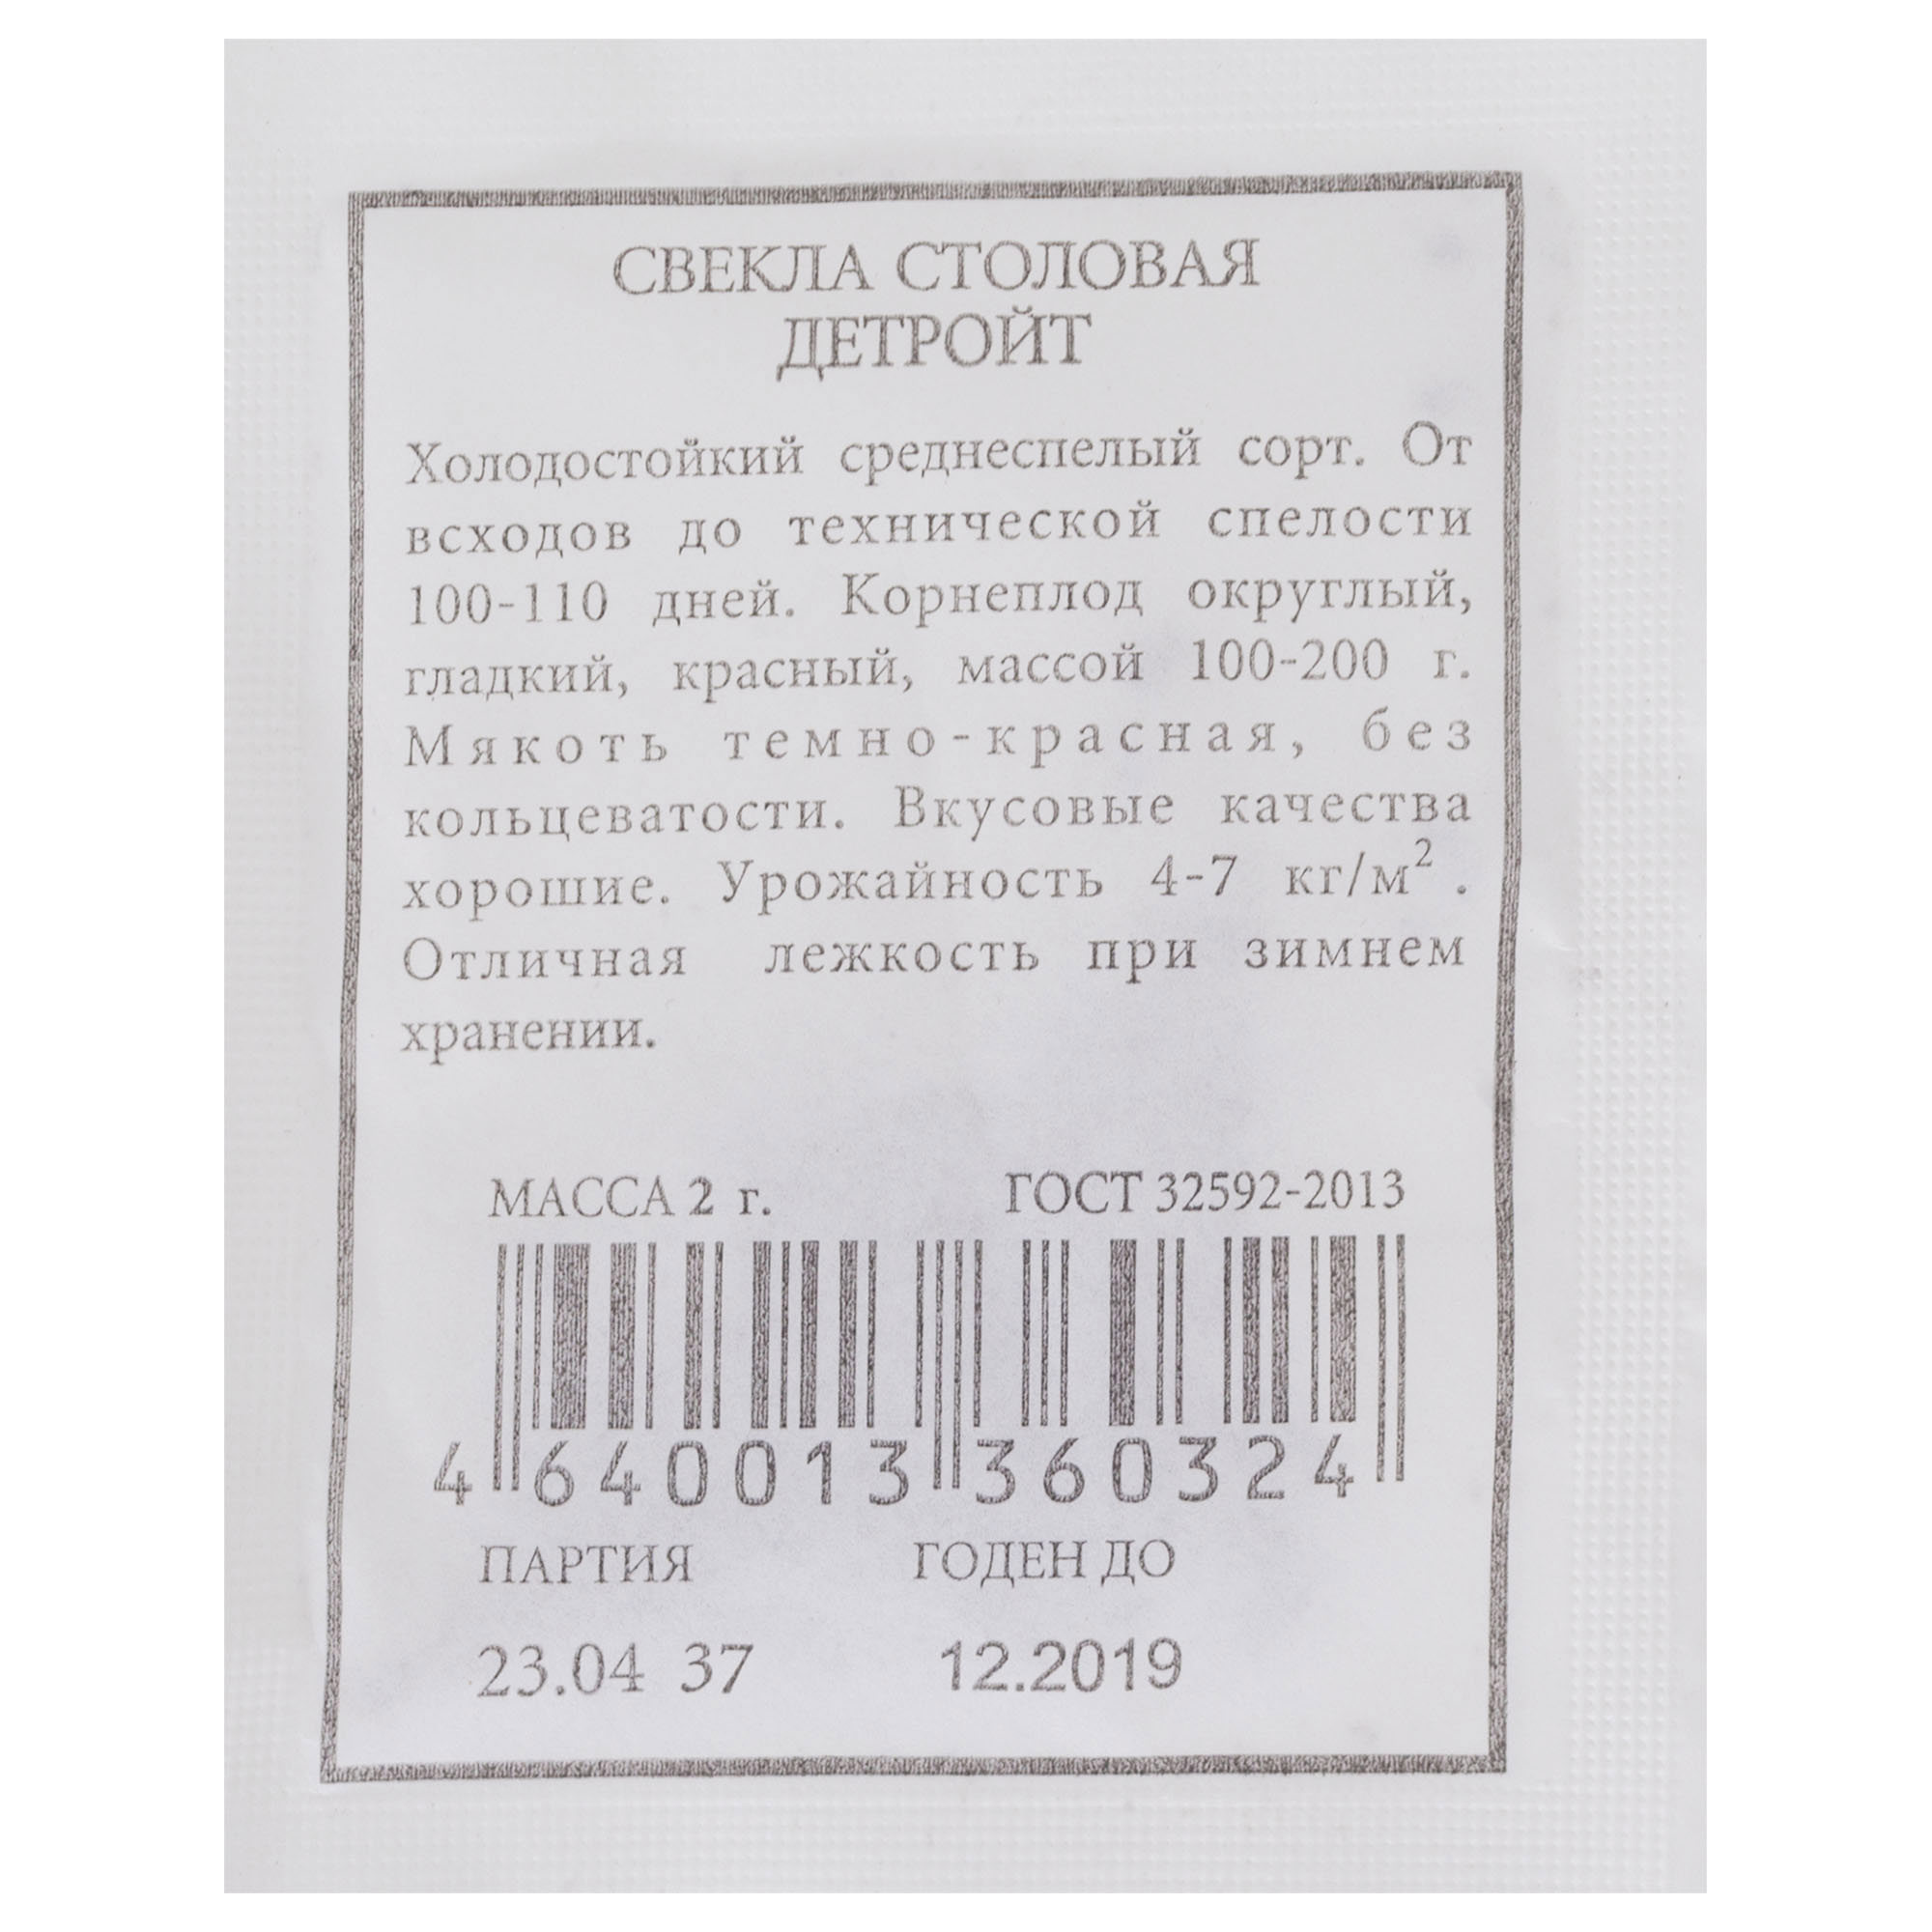 СВЕКЛА СТОЛОВАЯ
ДЕТРОЙТ
Холодостойкий среднеспелый сорт. От
всходов до технической спелости
100-110 дней. Корнеплод округлый,
гладкий, красный, массой 100-200 г.
Мякоть темно-красная, без
кольцеватости. Вкусовые качества
хорошие. Урожайность 4-7 кг/м².
Отличная лежкость при зимнем
хранении.
МАССА 2 г. ГОСТ 32592-2013
4 640013 360324
ПАРТИЯ ГОДЕН ДО
23.04 37 12.2019